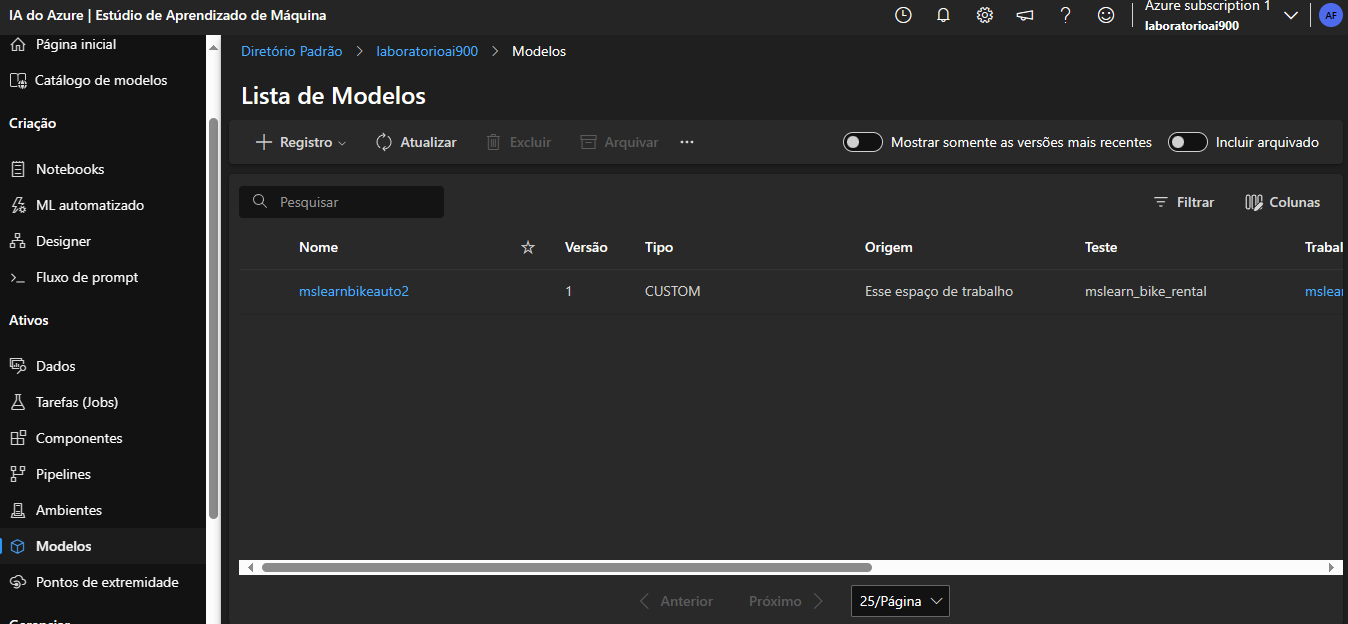 IA do Azure | Estúdio de Aprendizado de Máquina
Azure subscription 1
laboratorioai900
AF
Página inicial
Catálogo de modelos
Criação
Notebooks
ML automatizado
Designer
Fluxo de prompt
Ativos
Dados
Tarefas (Jobs)
Componentes
Pipelines
Ambientes
Modelos
Pontos de extremidade
Gerenciar
Diretório Padrão > laboratorioai900 > Modelos
Lista de Modelos
Registro Atualizar Excluir Arquivar ... Mostrar somente as versões mais recentes Incluir arquivado
Pesquisar Filtrar Colunas
Nome Versão Tipo Origem Teste Trabal
mslearnbikeauto2 1 CUSTOM Esse espaço de trabalho mslearn_bike_rental mslear
Anterior Próximo 25/Página